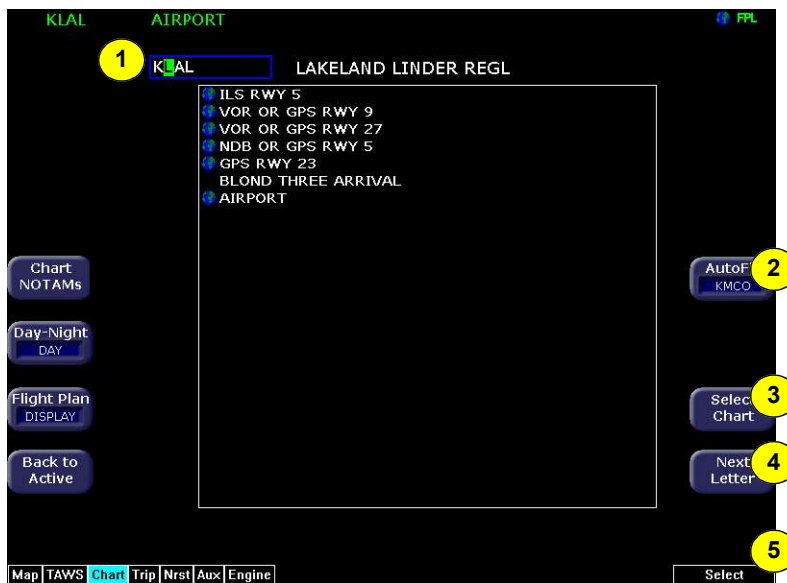 KLAL AIRPORT FPL
1 KLAL LAKELAND LINDER REGL
ILS RWY 5
VOR OR GPS RWY 9
VOR OR GPS RWY 27
NDB OR GPS RWY 5
GPS RWY 23
BLOND THREE ARRIVAL
AIRPORT
Chart
NOTAMs
2
KMCO
Day-Night
DAY
Flight Plan
DISPLAY
3
Chart
Back to
Active
Next 4
Letter
5
Map TAWS Chart Trip Nrst Aux Engine Select